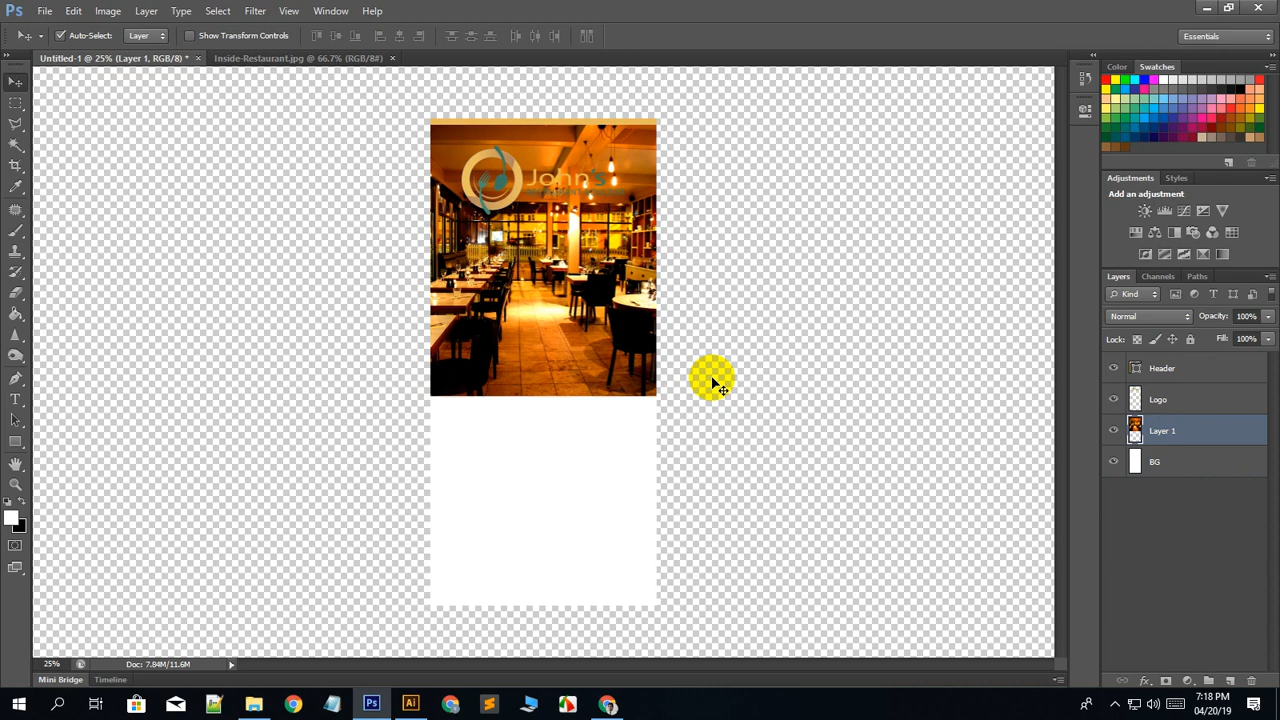 Ps File Edit Image Layer Type Select Filter View Window Help
Auto-Select: Layer Show Transform Controls Essentials
Untitled-1 @ 25% (Layer 1, RGB/8) * × Inside-Restaurant.jpg @ 66.7% (RGB/8#) ×
Color Swatches
John's
Adjustments Styles
Add an adjustment
Layers Channels Paths
Kind
Normal Opacity: 100%
Lock: Fill: 100%
Header
Logo
Layer 1
BG
25% Doc: 7.84M/11.6M
Mini Bridge Timeline
Ps Ai
7:18 PM
04/20/19